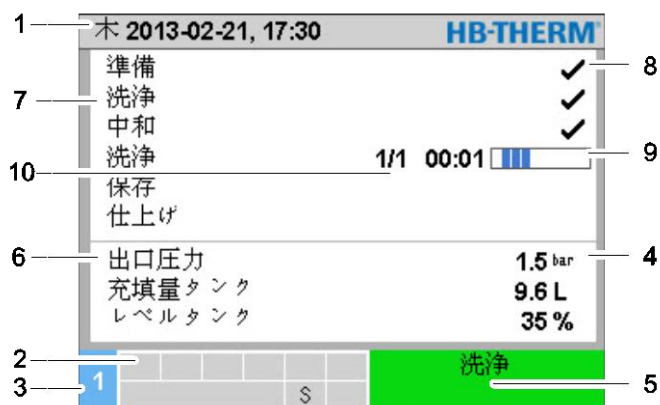 1 木 2013-02-21, 17:30 HB-THERM®
準備 8
7 洗浄
中和
洗浄 1/1 00:01 9
10 保存
仕上げ
6 出口圧力 1.5 bar 4
充填量タンク 9.6 L
レベルタンク 35 %
2 洗浄
3 1 S 5